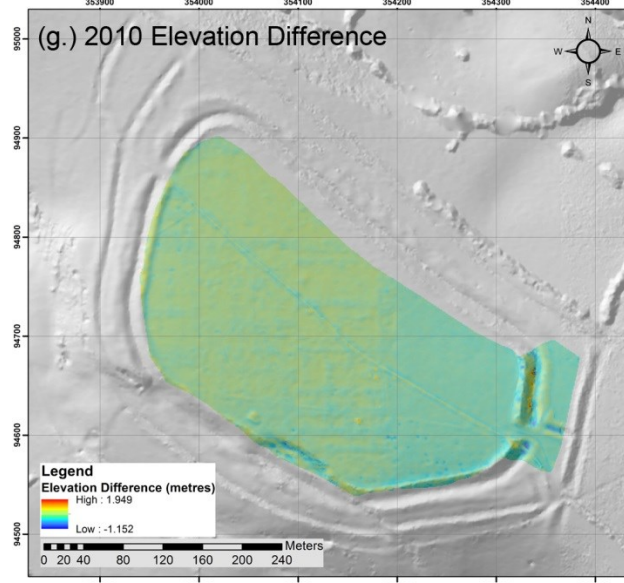 353900 354000 354100 354200 354300 354400
(g.) 2010 Elevation Difference
N
W E
S
95000
94900
94800
94700
94600
94500
Legend
Elevation Difference (metres)
High : 1.949
Low : -1.152
Meters
0 20 40 80 120 160 200 240